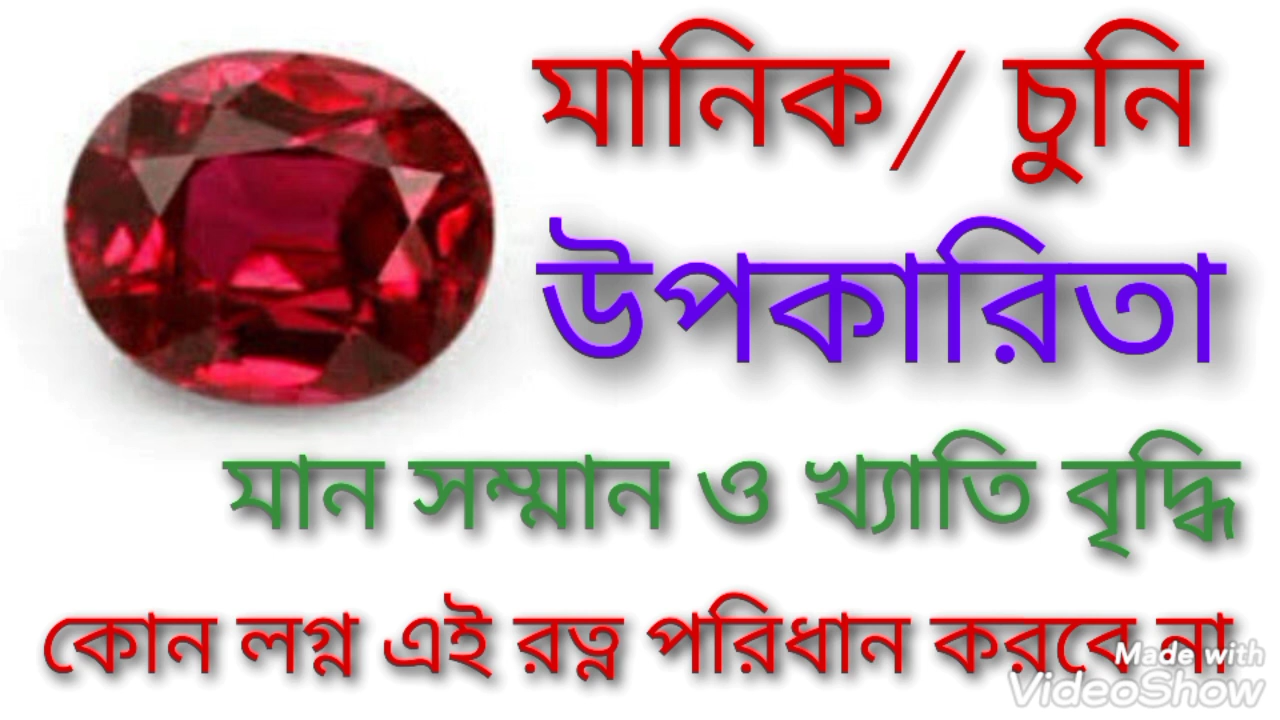 মানিক / চুনি
উপকারিতা
মান সম্মান ও খ্যাতি বৃদ্ধি
কোন লগ্ন এই রত্ন পরিধান করবে না
Made with
VideoShow